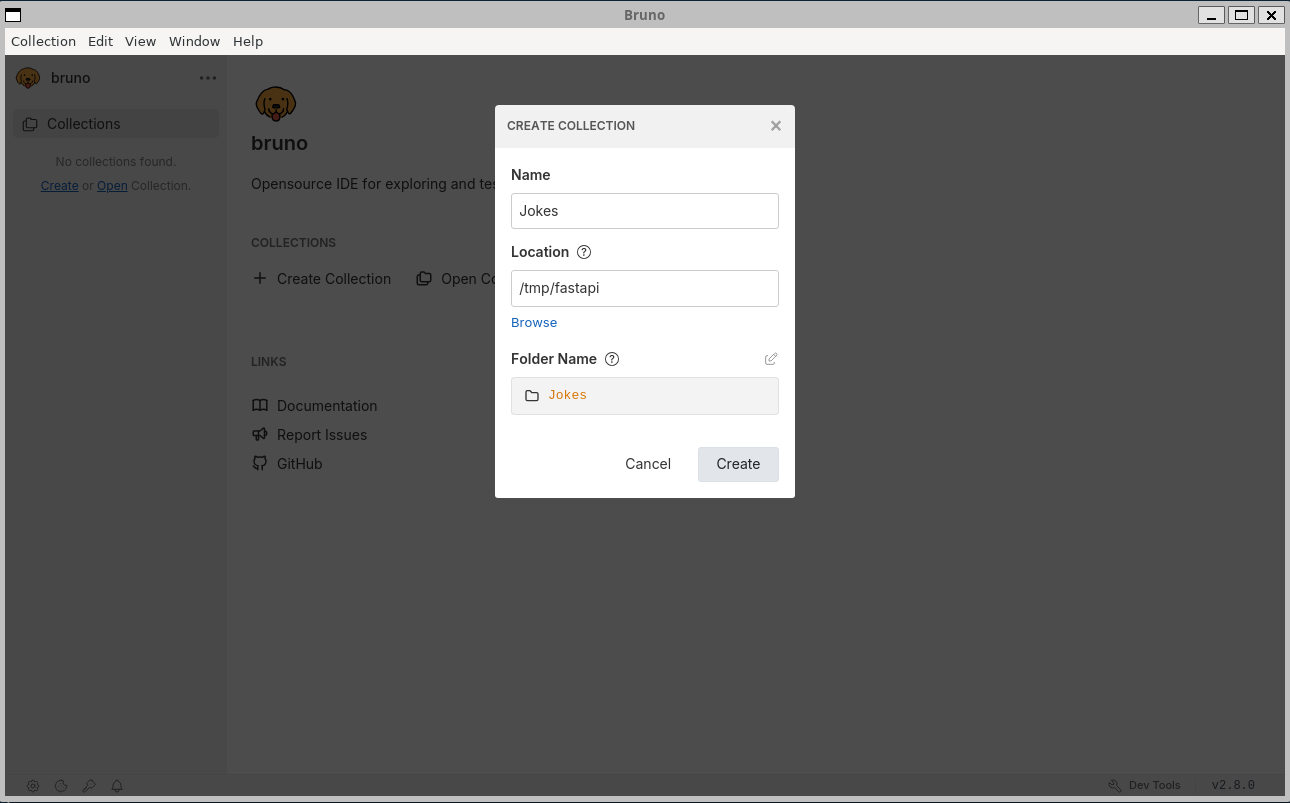 Bruno
Collection Edit View Window Help
bruno
Collections
No collections found.
Create or Open Collection.
bruno
Opensource IDE for exploring and tes
COLLECTIONS
Create Collection Open Co
LINKS
Documentation
Report Issues
GitHub
CREATE COLLECTION
Name
Jokes
Location
/tmp/fastapi
Browse
Folder Name
Jokes
Cancel Create
Dev Tools v2.8.0